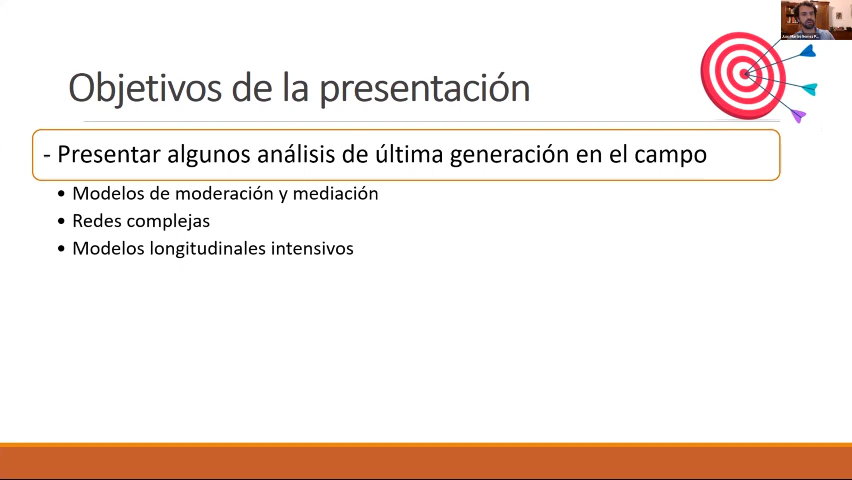 Objetivos de la presentación
- Presentar algunos análisis de última generación en el campo
• Modelos de moderación y mediación
• Redes complejas
• Modelos longitudinales intensivos